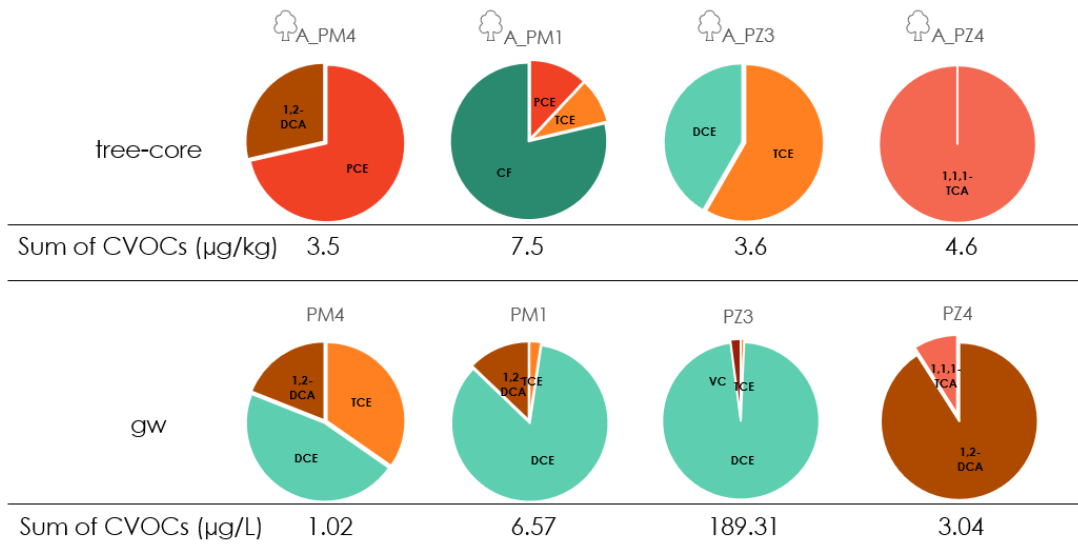 A_PM4 A_PM1 A_PZ3 A_PZ4
tree-core
1,2-
DCA
PCE
PCE
TCE
CF
DCE
TCE
1,1,1-
TCA
Sum of CVOCs (µg/kg) 3.5 7.5 3.6 4.6
PM4 PM1 PZ3 PZ4
gw
1,2-
DCA
TCE
DCE
1,2-
DCA
TCE
DCE
VC
TCE
DCE
1,1,1-
TCA
1,2-
DCA
Sum of CVOCs (µg/L) 1.02 6.57 189.31 3.04